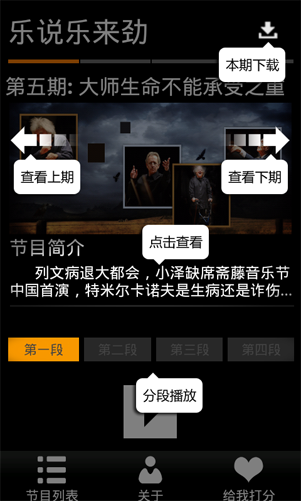 乐说乐来劲
本期下载
第五期: 大师生命不能承受之重
查看上期
查看下期
点击查看
节目简介
列文病退大都会，小泽缺席斋藤音乐节
中国首演，特米尔卡诺夫是生病还是诈伤...
第一段 第二段 第三段 第四段
分段播放
节目列表 关于 给我打分